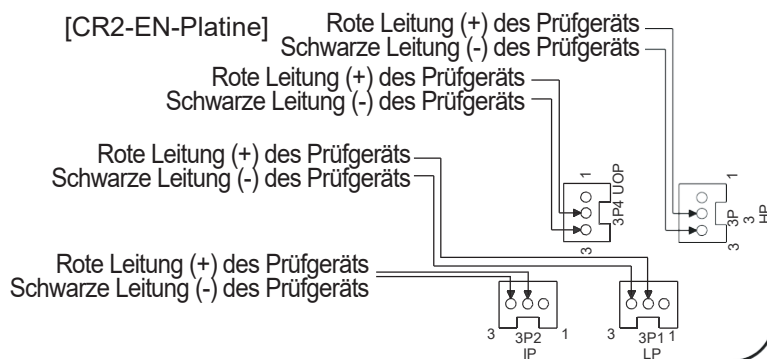 [CR2-EN-Platine]
Rote Leitung (+) des Prüfgeräts
Schwarze Leitung (-) des Prüfgeräts
Rote Leitung (+) des Prüfgeräts
Schwarze Leitung (-) des Prüfgeräts
Rote Leitung (+) des Prüfgeräts
Schwarze Leitung (-) des Prüfgeräts
1
3P4 UOP
3
1
3P
3
HP
3
Rote Leitung (+) des Prüfgeräts
Schwarze Leitung (-) des Prüfgeräts
3 3P2 1
IP
3 3P1 1
LP